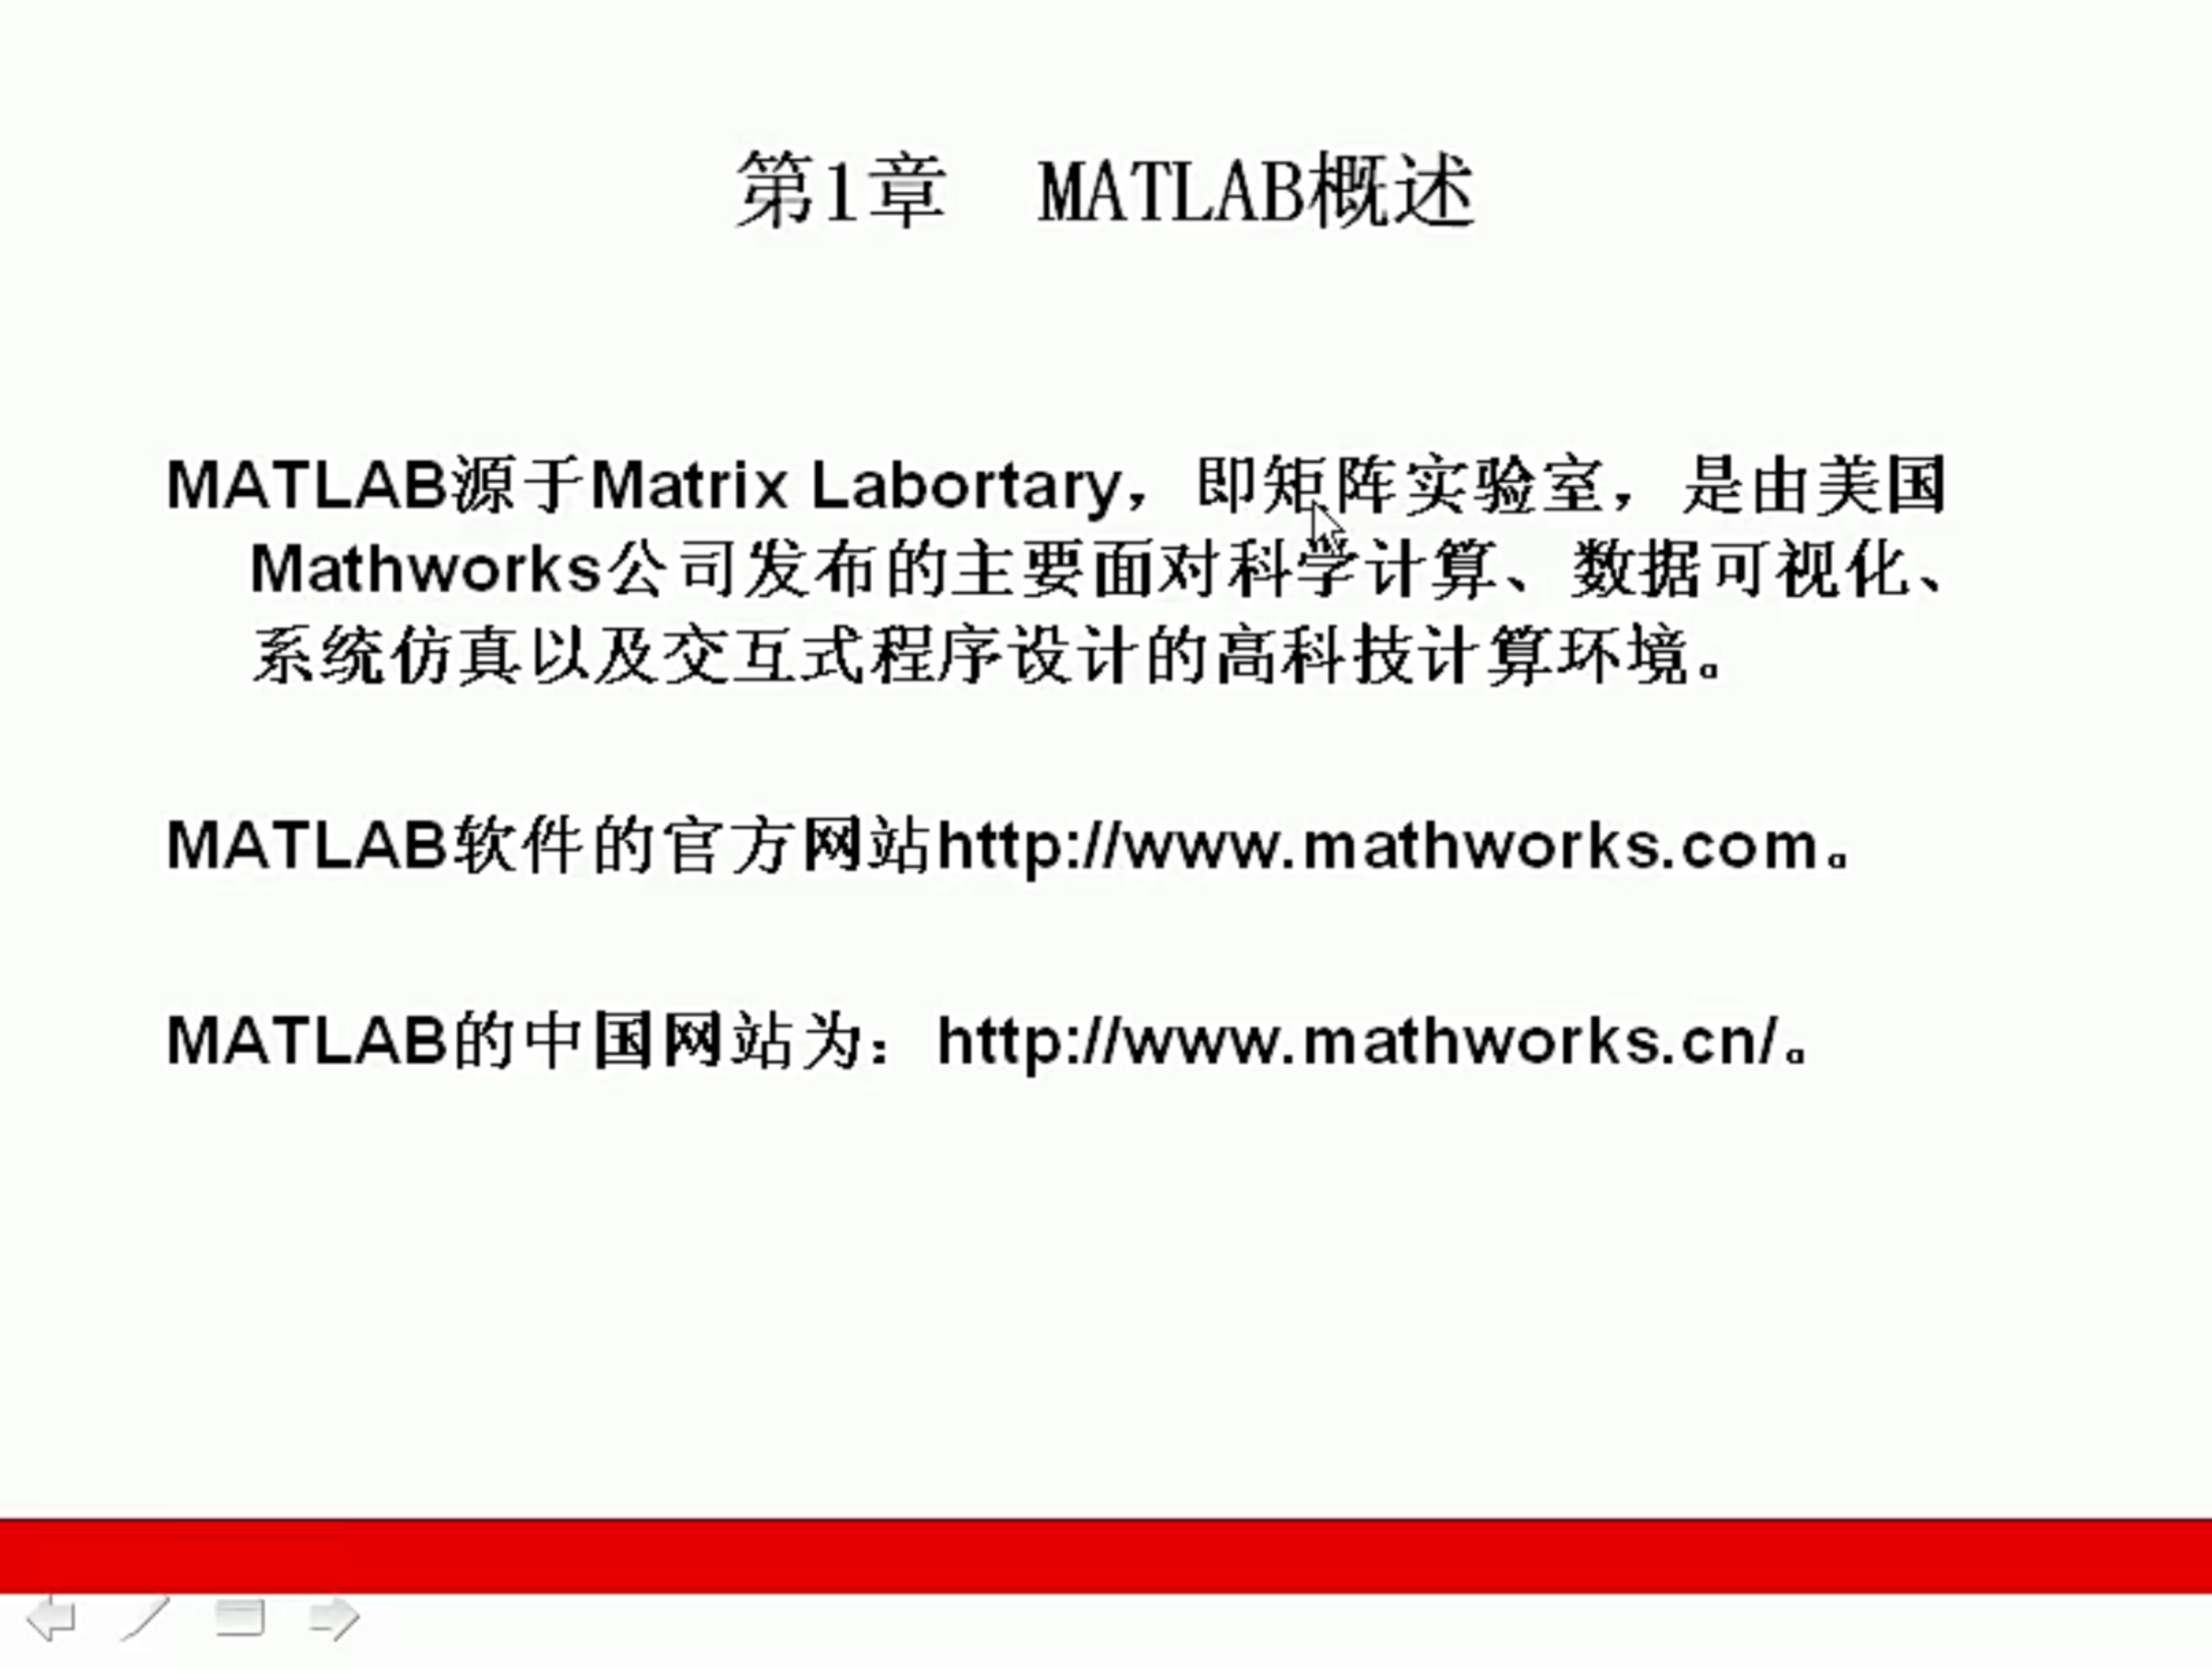 第1章　MATLAB概述
MATLAB源于Matrix Labortary，即矩阵实验室，是由美国
Mathworks公司发布的主要面对科学计算、数据可视化、
系统仿真以及交互式程序设计的高科技计算环境。
MATLAB软件的官方网站http://www.mathworks.com。
MATLAB的中国网站为：http://www.mathworks.cn/。